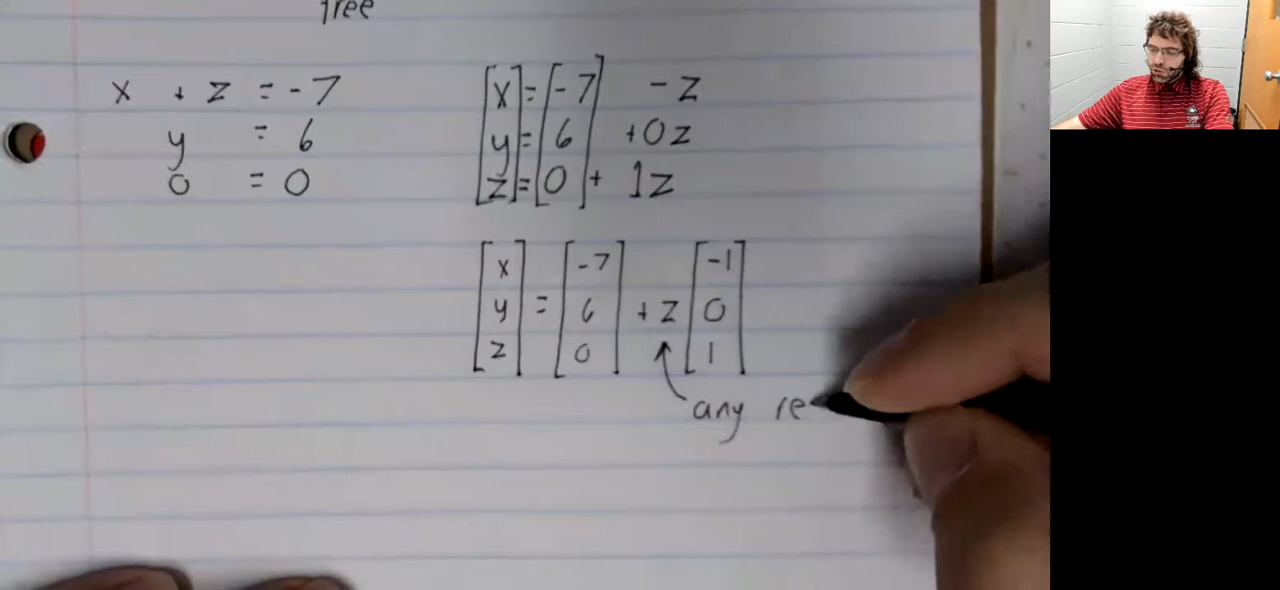 free
x + z = -7
y = 6
0 = 0
[x] = [-7] - z
[y] = [6] + 0z
[z] = [0] + 1z
[x] [-7] [-1]
[y] = [6] + z [0]
[z] [0] [1]
any re